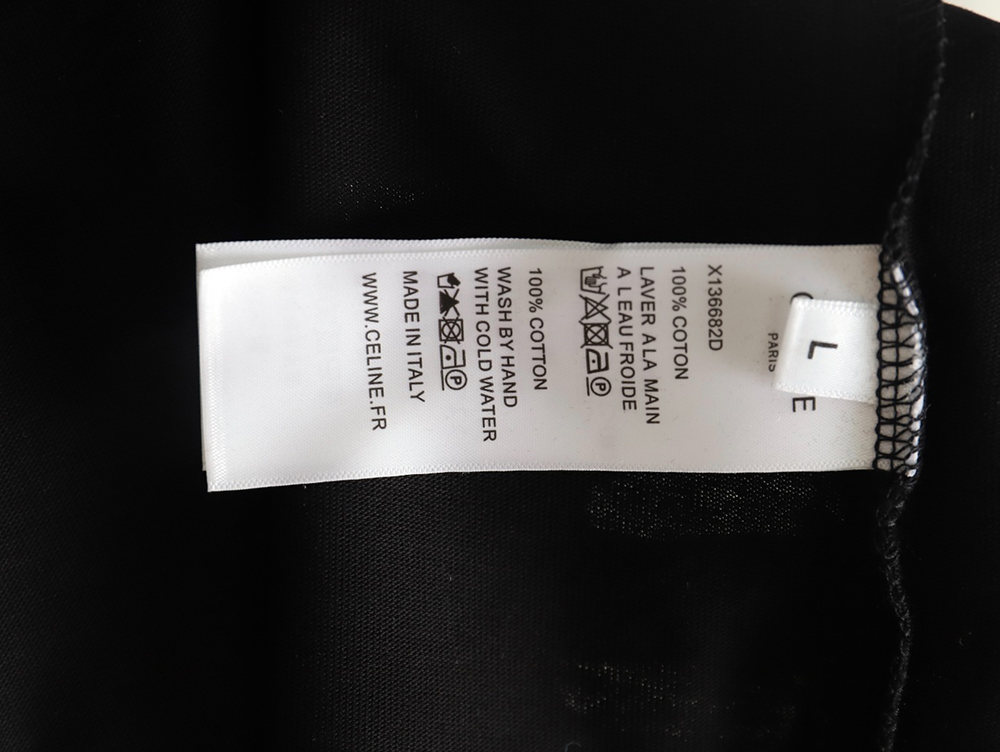 L
E
PARIS
X136682D
100% COTON
LAVER A LA MAIN
A L EAU FROIDE
100% COTTON
WASH BY HAND
WITH COLD WATER
MADE IN ITALY
WWW.CELINE.FR